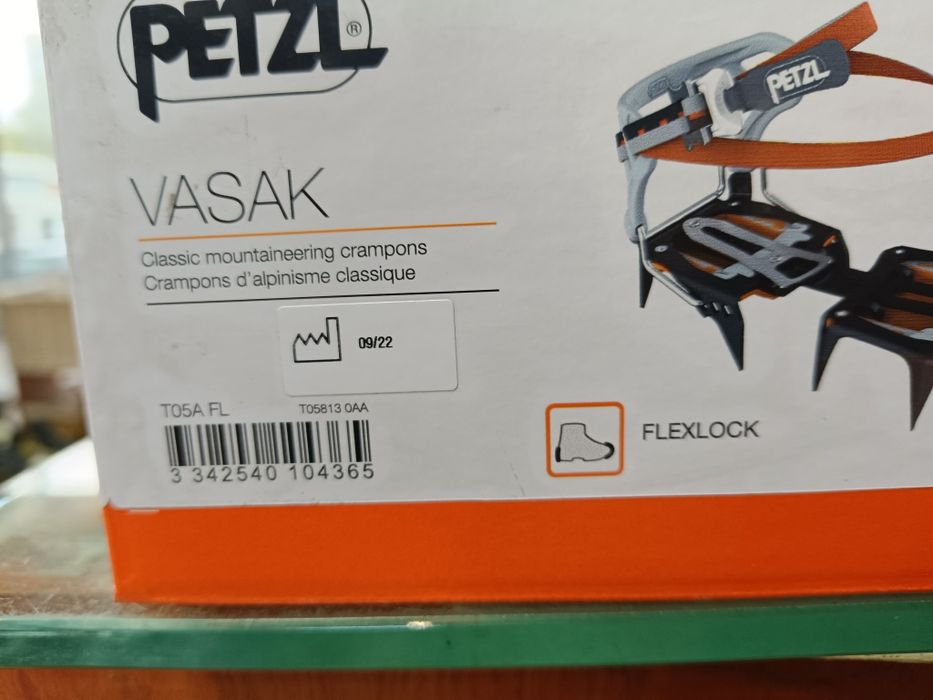 PETZL®
PETZL
VASAK
Classic mountaineering crampons
Crampons d'alpinisme classique
09/22
T05A FL T05813 0AA
3 342540 104365
FLEXLOCK